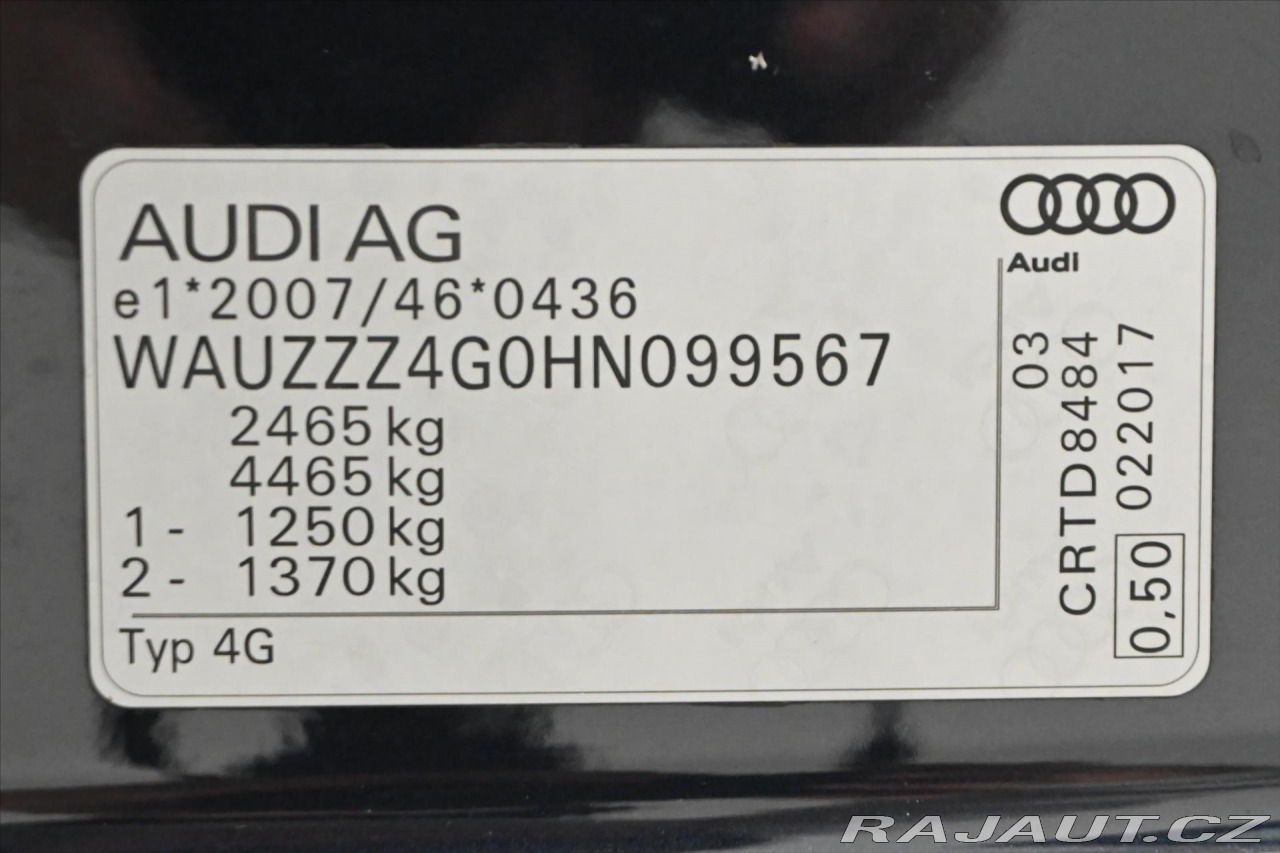 AUDI AG
e1*2007/46*0436
WAUZZZ4G0HN099567
2465 kg
4465 kg
1 - 1250 kg
2 - 1370 kg
Typ 4G
Audi
03
CRTD8484
0,50 022017
RAJAUT.CZ